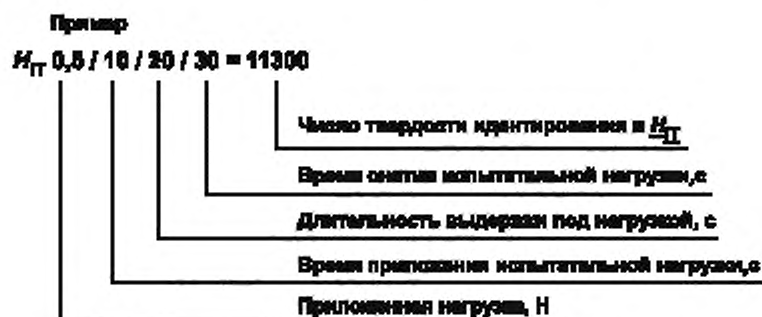 Пример
H_IT 0,5 / 10 / 20 / 30 = 11300
Число твердости идентирования в H_IT
Время снятия испытательной нагрузки,с
Длительность выдержки под нагрузкой, с
Время приложения испытательной нагрузки,с
Приложенная нагрузка, Н